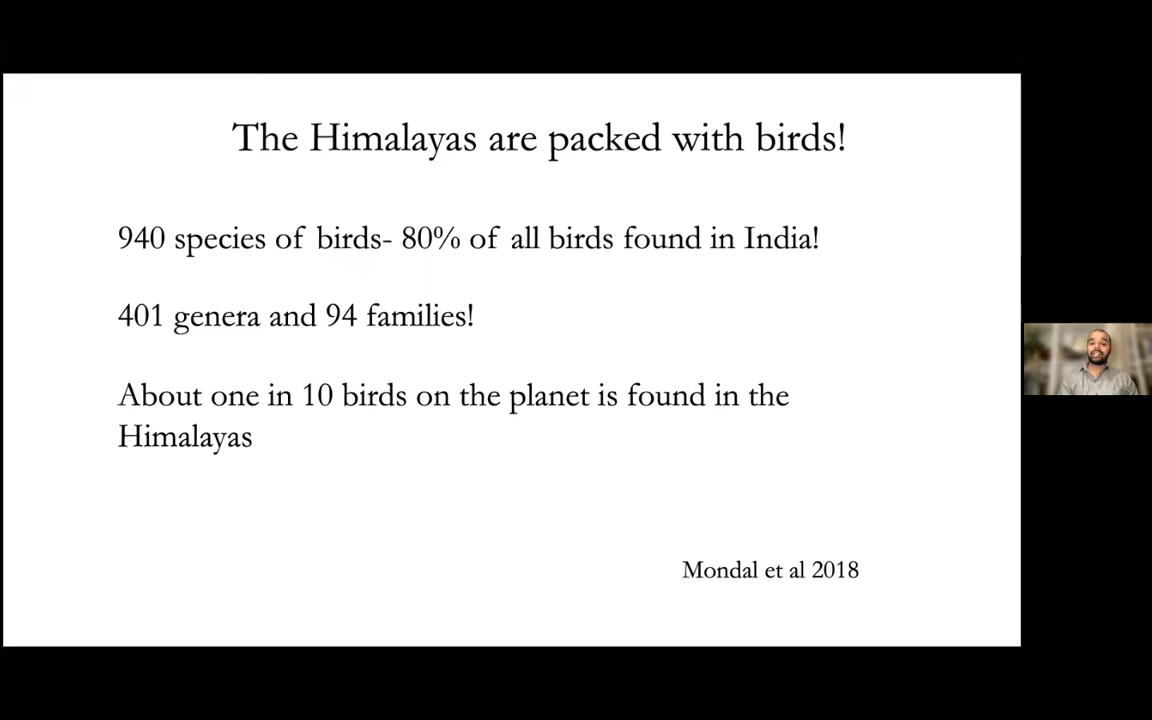 The Himalayas are packed with birds!
940 species of birds- 80% of all birds found in India!
401 genera and 94 families!
About one in 10 birds on the planet is found in the
Himalayas
Mondal et al 2018